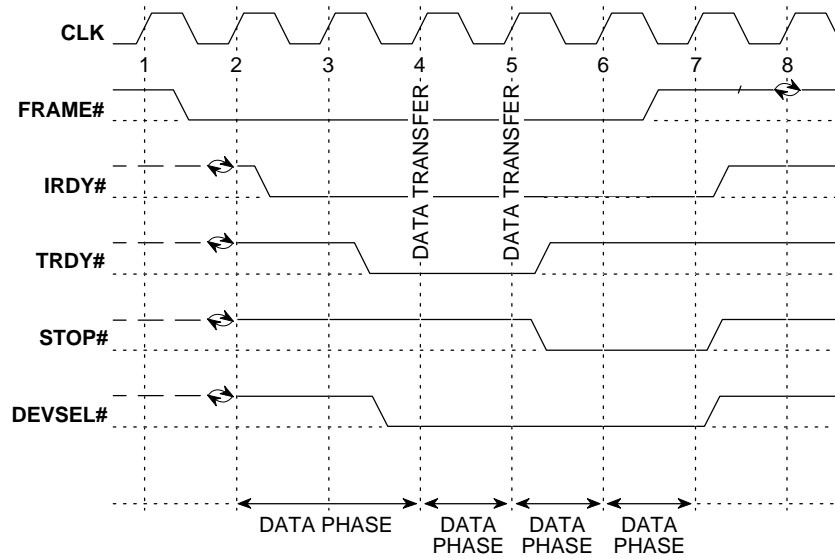 CLK
1 2 3 4 5 6 7 8
FRAME#
IRDY#
TRDY#
STOP#
DEVSEL#
DATA TRANSFER
DATA TRANSFER
DATA PHASE
DATA
PHASE
DATA
PHASE
DATA
PHASE